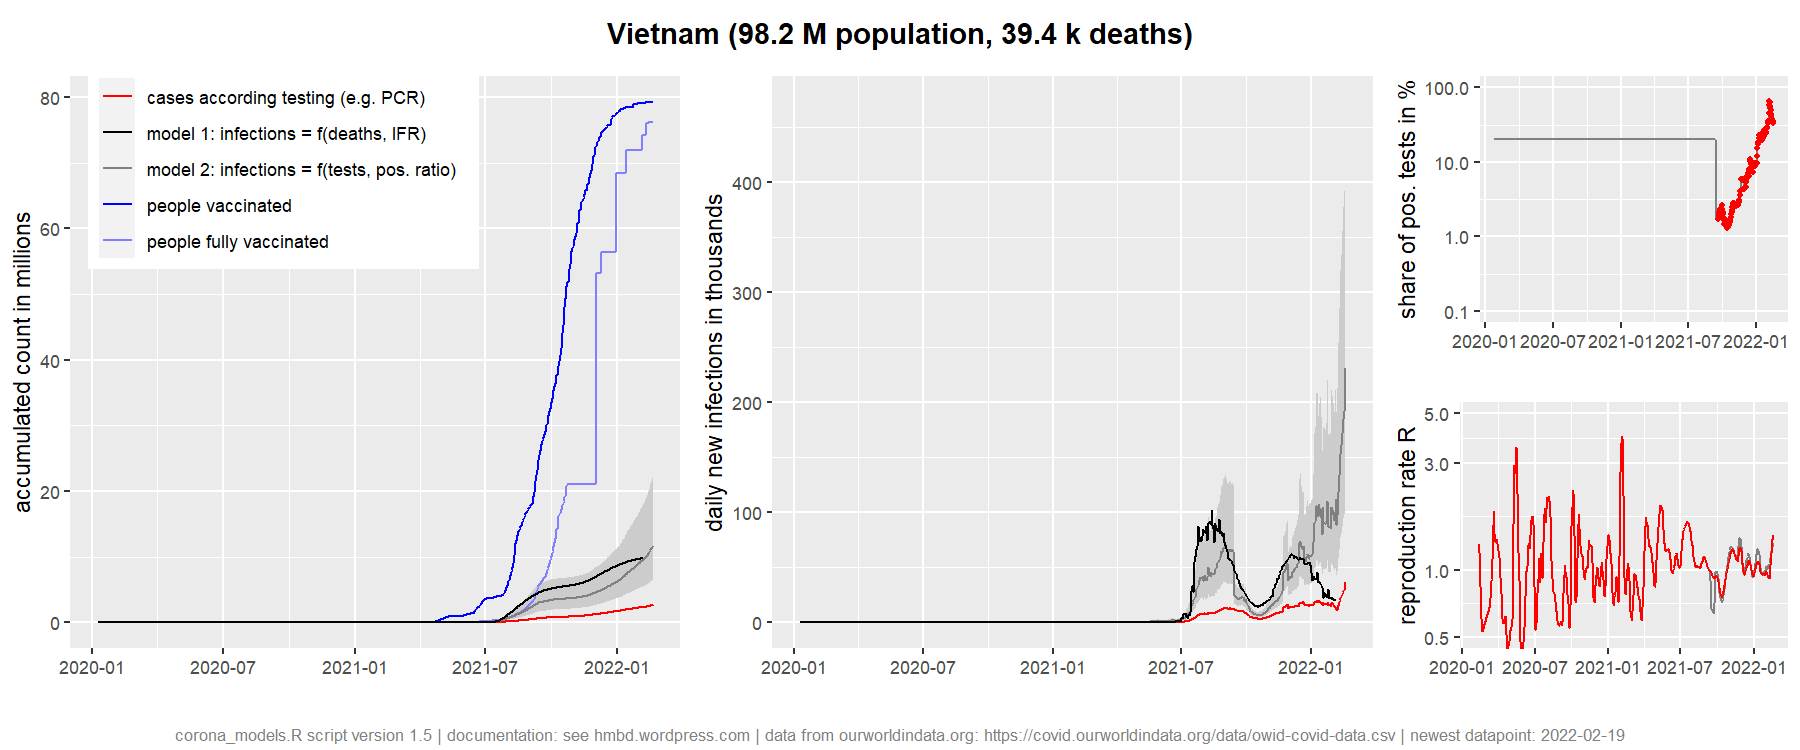 Vietnam (98.2 M population, 39.4 k deaths)
accumulated count in millions
80
60
40
20
0
cases according testing (e.g. PCR)
model 1: infections = f(deaths, IFR)
model 2: infections = f(tests, pos. ratio)
people vaccinated
people fully vaccinated
2020-01 2020-07 2021-01 2021-07 2022-01
daily new infections in thousands
400
300
200
100
0
2020-01 2020-07 2021-01 2021-07 2022-01
share of pos. tests in %
100.0
10.0
1.0
0.1
2020-01 2020-07 2021-01 2021-07 2022-01
reproduction rate R
5.0
3.0
1.0
0.5
2020-01 2020-07 2021-01 2021-07 2022-01
corona_models.R script version 1.5 | documentation: see hmbd.wordpress.com | data from ourworldindata.org: https://covid.ourworldindata.org/data/owid-covid-data.csv | newest datapoint: 2022-02-19